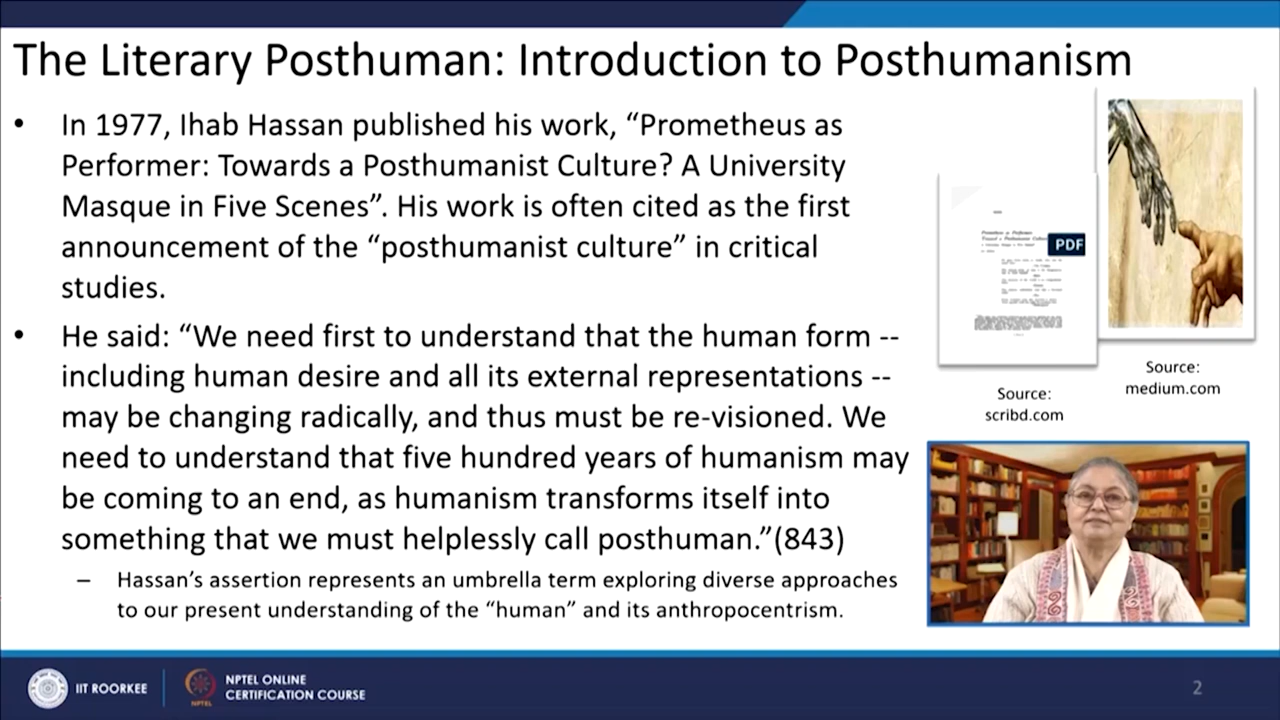 The Literary Posthuman: Introduction to Posthumanism
• In 1977, Ihab Hassan published his work, “Prometheus as
Performer: Towards a Posthumanist Culture? A University
Masque in Five Scenes”. His work is often cited as the first
announcement of the “posthumanist culture” in critical
studies.
• He said: “We need first to understand that the human form --
including human desire and all its external representations --
may be changing radically, and thus must be re-visioned. We
need to understand that five hundred years of humanism may
be coming to an end, as humanism transforms itself into
something that we must helplessly call posthuman.”(843)
– Hassan’s assertion represents an umbrella term exploring diverse approaches
to our present understanding of the “human” and its anthropocentrism.
PDF
Source:
scribd.com
Source:
medium.com
IIT ROORKEE
NPTEL
NPTEL ONLINE
CERTIFICATION COURSE
2